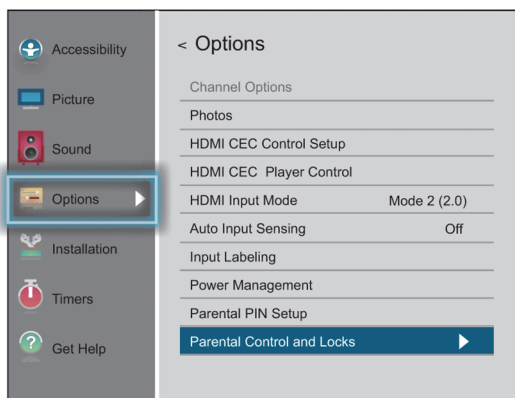 Accessibility
Picture
Sound
Options
Installation
Timers
Get Help
< Options
Channel Options
Photos
HDMI CEC Control Setup
HDMI CEC Player Control
HDMI Input Mode Mode 2 (2.0)
Auto Input Sensing Off
Input Labeling
Power Management
Parental PIN Setup
Parental Control and Locks